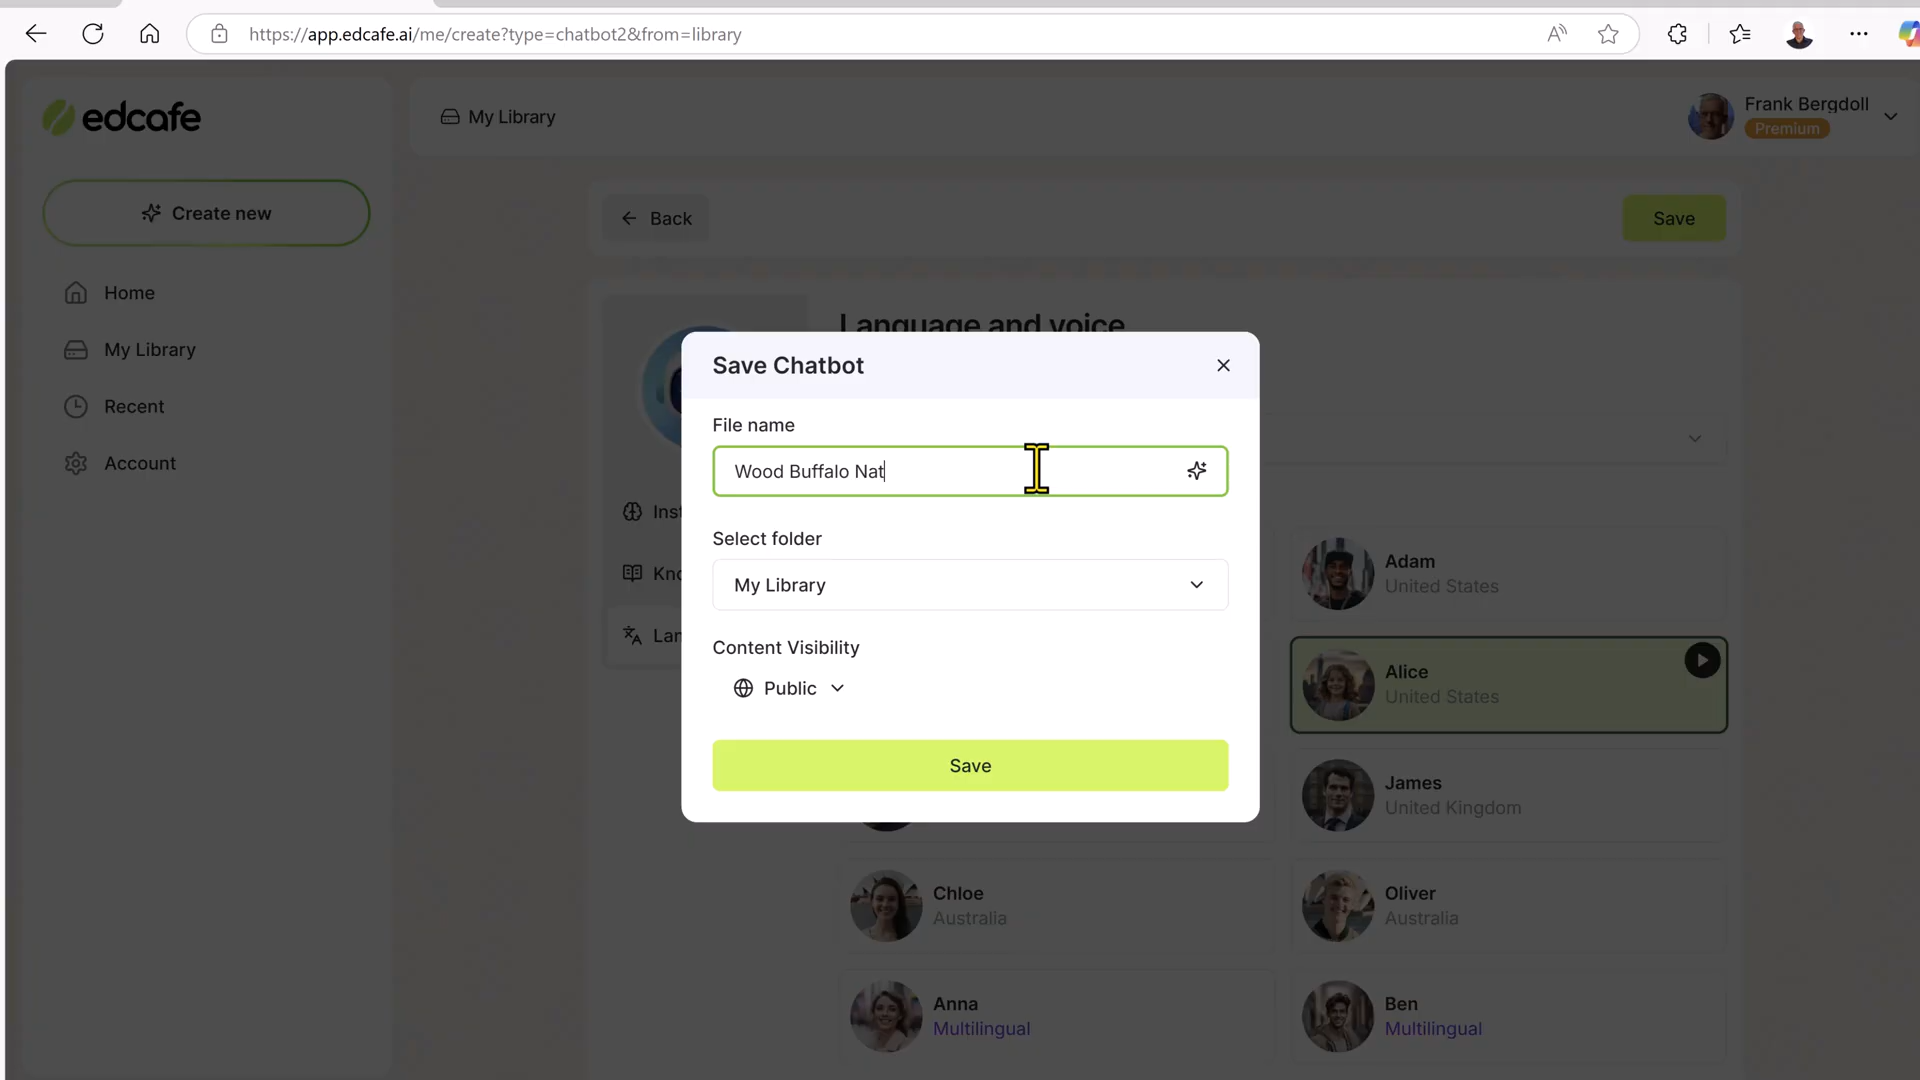 https://app.edcafe.ai/me/create?type=chatbot2&from=library
edcafe
My Library
Frank Bergdoll
Premium
Create new
Back
Save
Home
My Library
Recent
Account
Language and voice
Save Chatbot
File name
Wood Buffalo Nat
Select folder
My Library
Content Visibility
Public
Save
Adam
United States
Alice
United States
James
United Kingdom
Chloe
Australia
Oliver
Australia
Anna
Multilingual
Ben
Multilingual